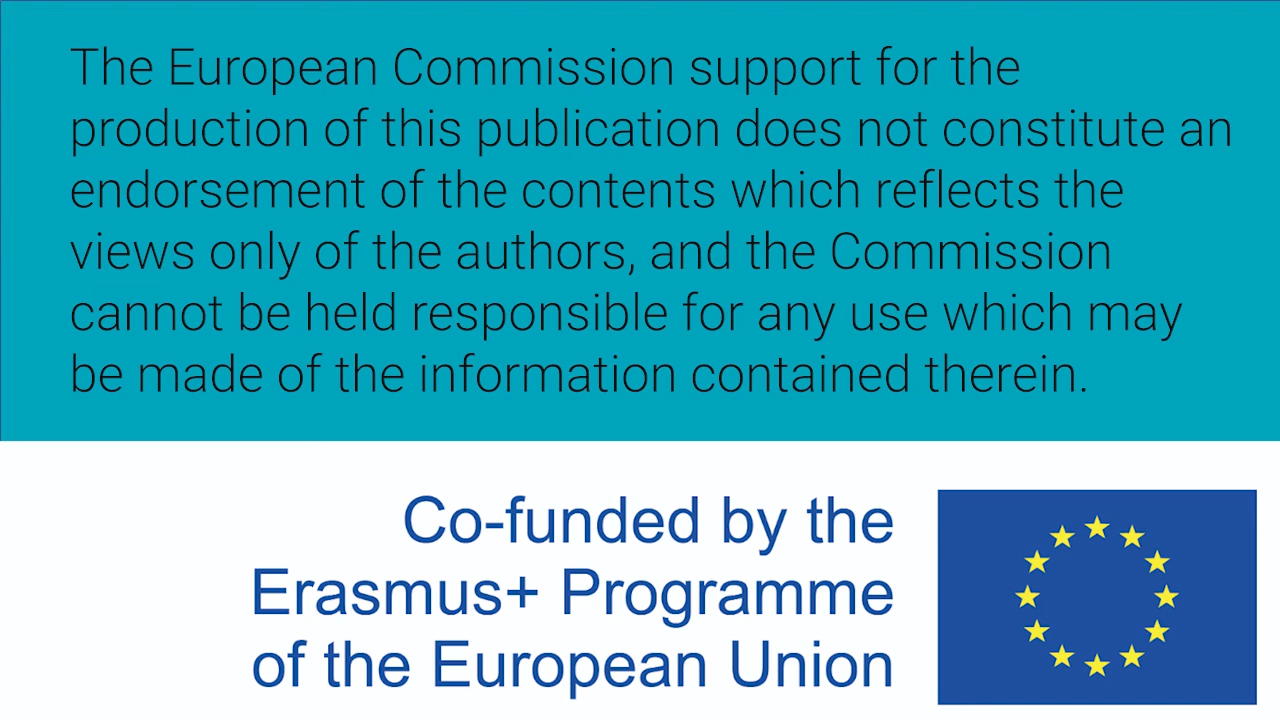 The European Commission support for the
production of this publication does not constitute an
endorsement of the contents which reflects the
views only of the authors, and the Commission
cannot be held responsible for any use which may
be made of the information contained therein.
Co-funded by the
Erasmus+ Programme
of the European Union